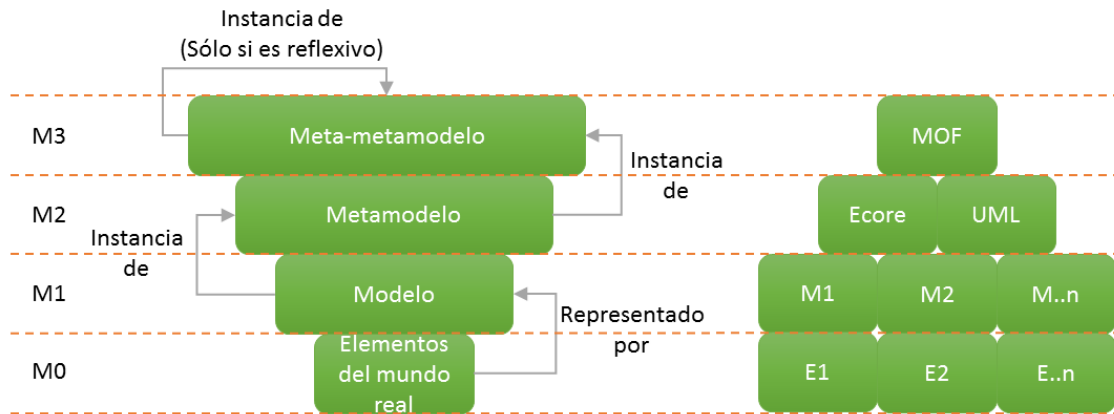 Instancia de
(Sólo si es reflexivo)
M3
Meta-metamodelo
MOF
Instancia
de
M2
Metamodelo
Ecore
UML
Instancia
de
M1
Modelo
M1
M2
M..n
Representado
por
M0
Elementos
del mundo
real
E1
E2
E..n